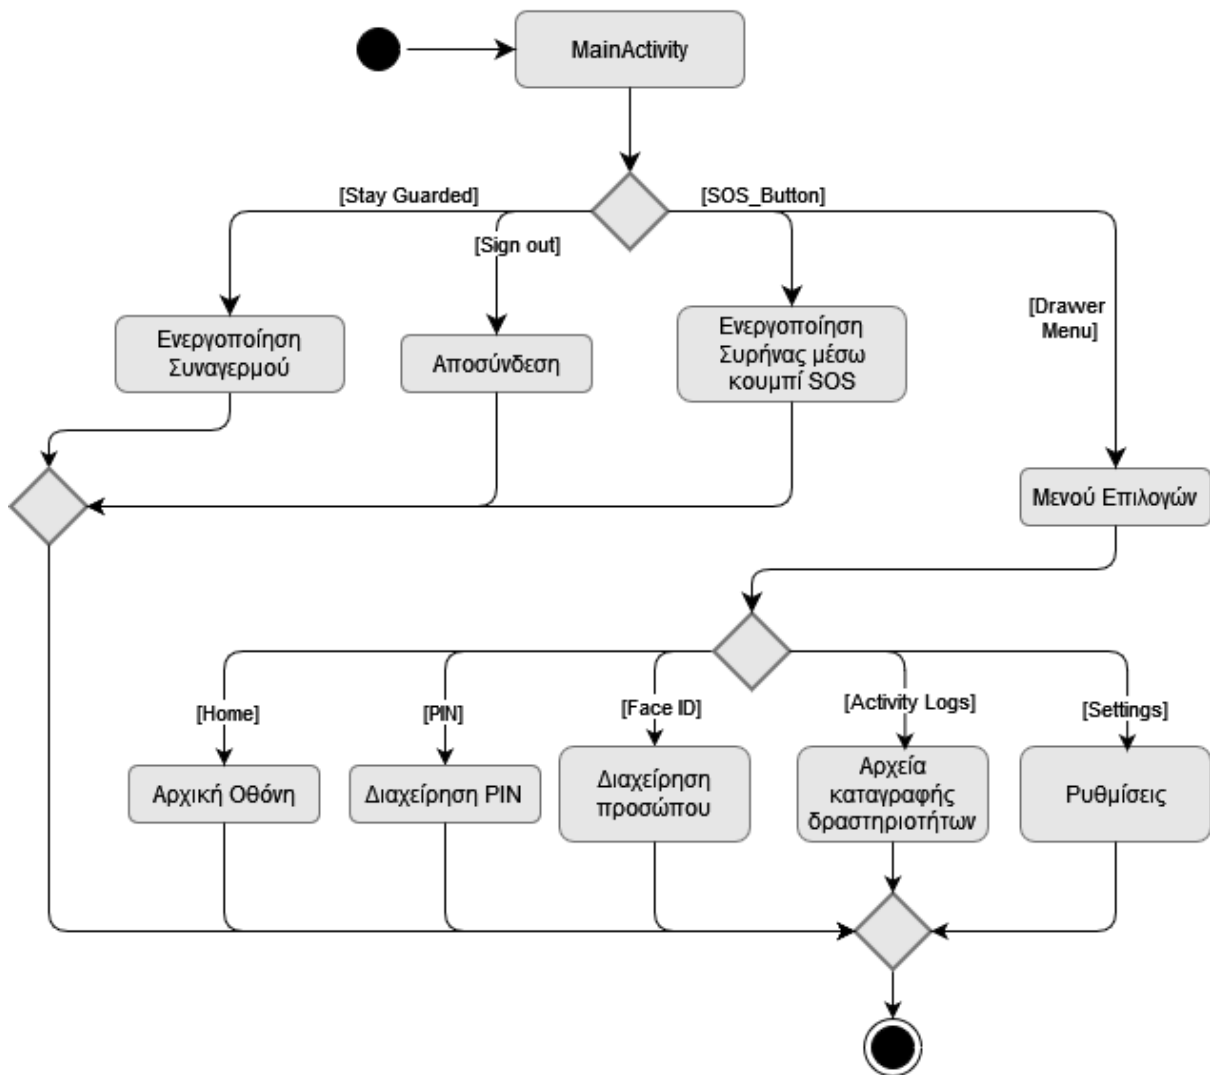 MainActivity
[Stay Guarded]
[SOS_Button]
[Sign out]
[Drawer
Menu]
Ενεργοποίηση
Συναγερμού
Αποσύνδεση
Ενεργοποίηση
Συρήνας μέσω
κουμπί SOS
Μενού Επιλογών
[Home]
[PIN]
[Face ID]
[Activity Logs]
[Settings]
Αρχική Οθόνη
Διαχείρηση PIN
Διαχείρηση
προσώπου
Αρχεία
καταγραφής
δραστηριοτήτων
Ρυθμίσεις